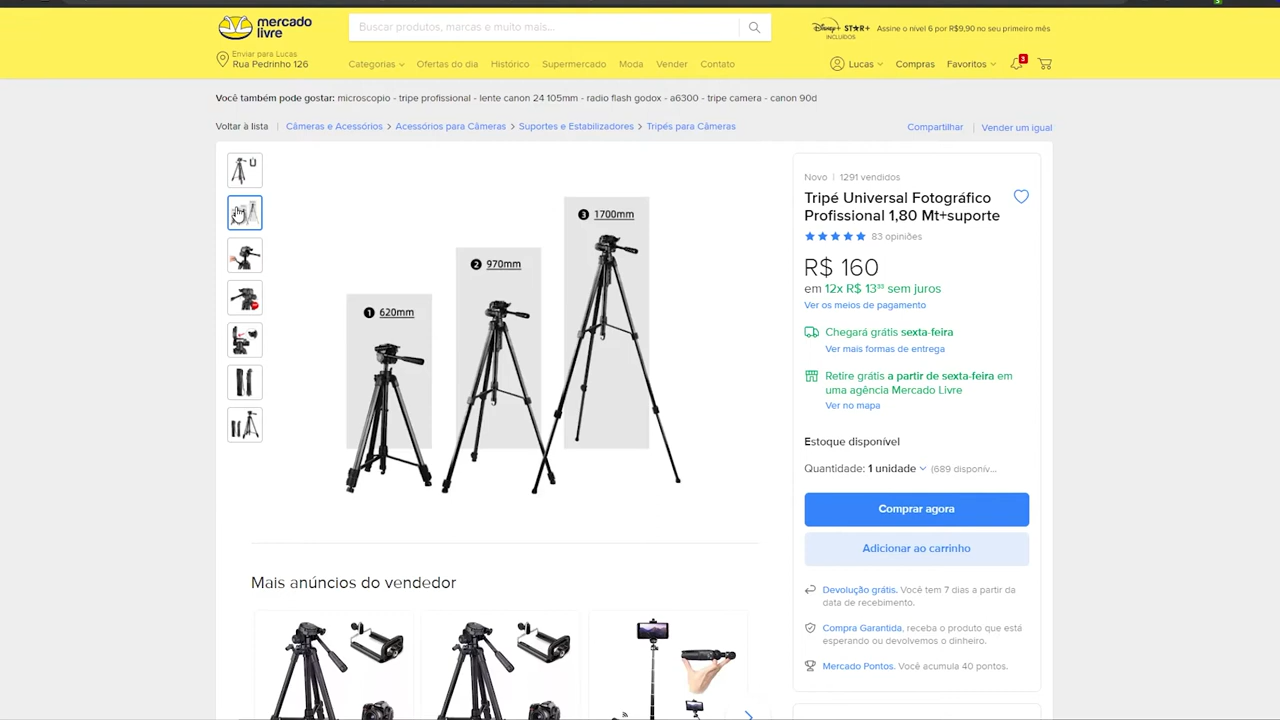 mercado
livre
Buscar produtos, marcas e muito mais...
Disney+ STAR+
INCLUÍDOS
Assine o nível 6 por R$9,90 no seu primeiro mês
Enviar para Lucas
Rua Pedrinho 126
Categorias
Ofertas do dia
Histórico
Supermercado
Moda
Vender
Contato
Lucas
Compras
Favoritos
3
Você também pode gostar: microscopio - tripe profissional - lente canon 24 105mm - radio flash godox - a6300 - tripe camera - canon 90d
Voltar à lista
Câmeras e Acessórios
Acessórios para Câmeras
Suportes e Estabilizadores
Tripés para Câmeras
Compartilhar
Vender um igual
1 620mm
2 970mm
3 1700mm
Novo | 1291 vendidos
Tripé Universal Fotográfico
Profissional 1,80 Mt+suporte
83 opiniões
R$ 160
em 12x R$ 13³³ sem juros
Ver os meios de pagamento
Chegará grátis sexta-feira
Ver mais formas de entrega
Retire grátis a partir de sexta-feira em
uma agência Mercado Livre
Ver no mapa
Estoque disponível
Quantidade: 1 unidade (689 disponív...
Comprar agora
Adicionar ao carrinho
Devolução grátis. Você tem 7 dias a partir da
data de recebimento.
Compra Garantida, receba o produto que está
esperando ou devolvemos o dinheiro.
Mercado Pontos. Você acumula 40 pontos.
Mais anúncios do vendedor